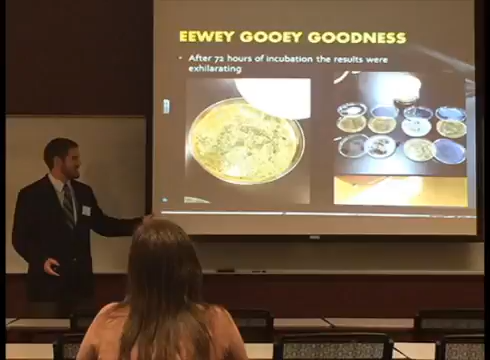 EEWEY GOOEY GOODNESS
• After 72 hours of incubation the results were
exhilarating